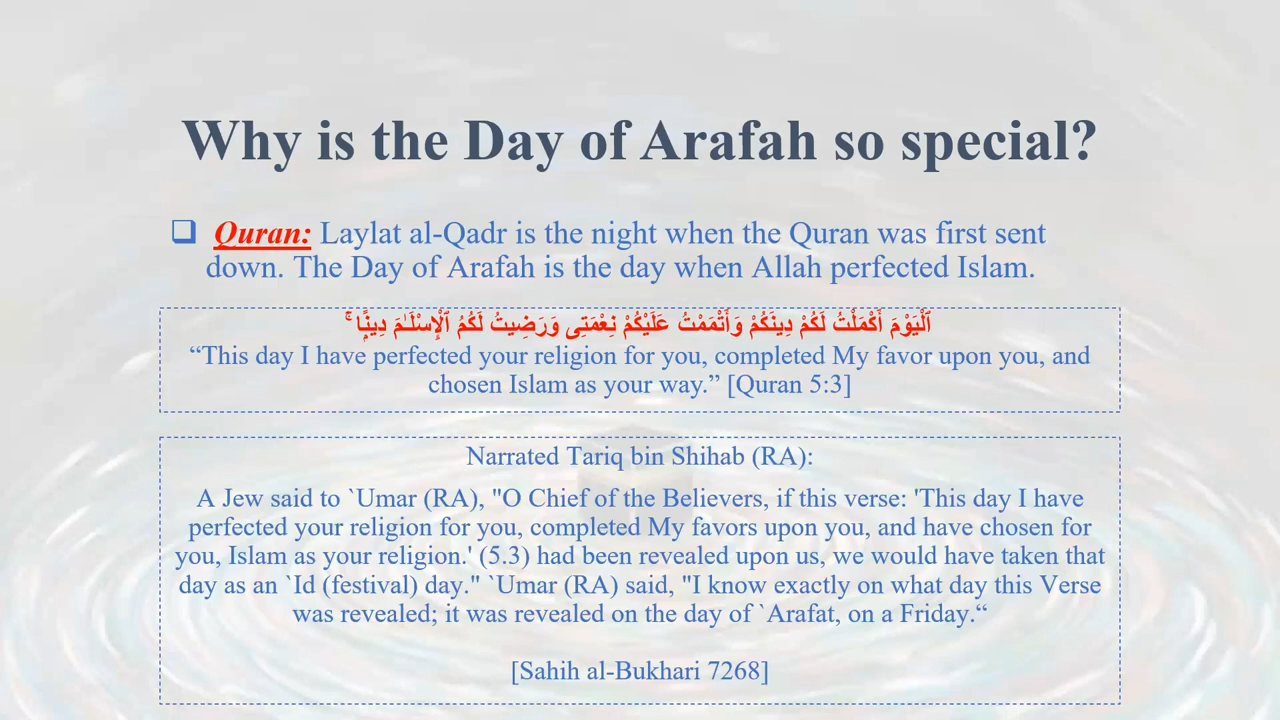 Why is the Day of Arafah so special?
❑ Quran: Laylat al-Qadr is the night when the Quran was first sent
down. The Day of Arafah is the day when Allah perfected Islam.
ٱلْيَوْمَ أَكْمَلْتُ لَكُمْ دِينَكُمْ وَأَتْمَمْتُ عَلَيْكُمْ نِعْمَتِى وَرَضِيتُ لَكُمُ ٱلْإِسْلَـٰمَ دِينًۭا ۚ
“This day I have perfected your religion for you, completed My favor upon you, and
chosen Islam as your way.” [Quran 5:3]
Narrated Tariq bin Shihab (RA):
A Jew said to `Umar (RA), "O Chief of the Believers, if this verse: 'This day I have
perfected your religion for you, completed My favors upon you, and have chosen for
you, Islam as your religion.' (5.3) had been revealed upon us, we would have taken that
day as an `Id (festival) day." `Umar (RA) said, "I know exactly on what day this Verse
was revealed; it was revealed on the day of `Arafat, on a Friday.“
[Sahih al-Bukhari 7268]